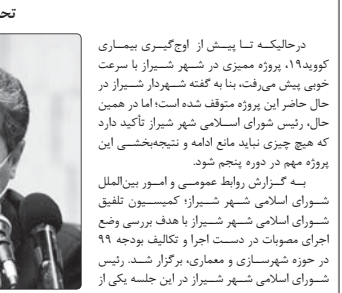 تح
درحالیکه تا پیش از اوج‌گیری بیماری
کووید۱۹، پروژه ممیزی در شهر شیراز با سرعت
خوبی پیش می‌رفت، بنا به گفته شهردار شیراز در
حال حاضر این پروژه متوقف شده است؛ اما در همین
حال، رئیس شورای اسلامی شهر شیراز تأکید دارد
که هیچ چیزی نباید مانع ادامه و نتیجه‌بخشی این
پروژه مهم در دوره پنجم شود.
به گزارش روابط عمومی و امور بین‌الملل
شورای اسلامی شهر شیراز؛ کمیسیون تلفیق
شورای اسلامی شهر شیراز با هدف بررسی وضع
اجرای مصوبات در دست اجرا و تکالیف بودجه ۹۹
در حوزه شهرسازی و معماری، برگزار شد. رئیس
شورای اسلامی شهر شیراز در این جلسه یکی از